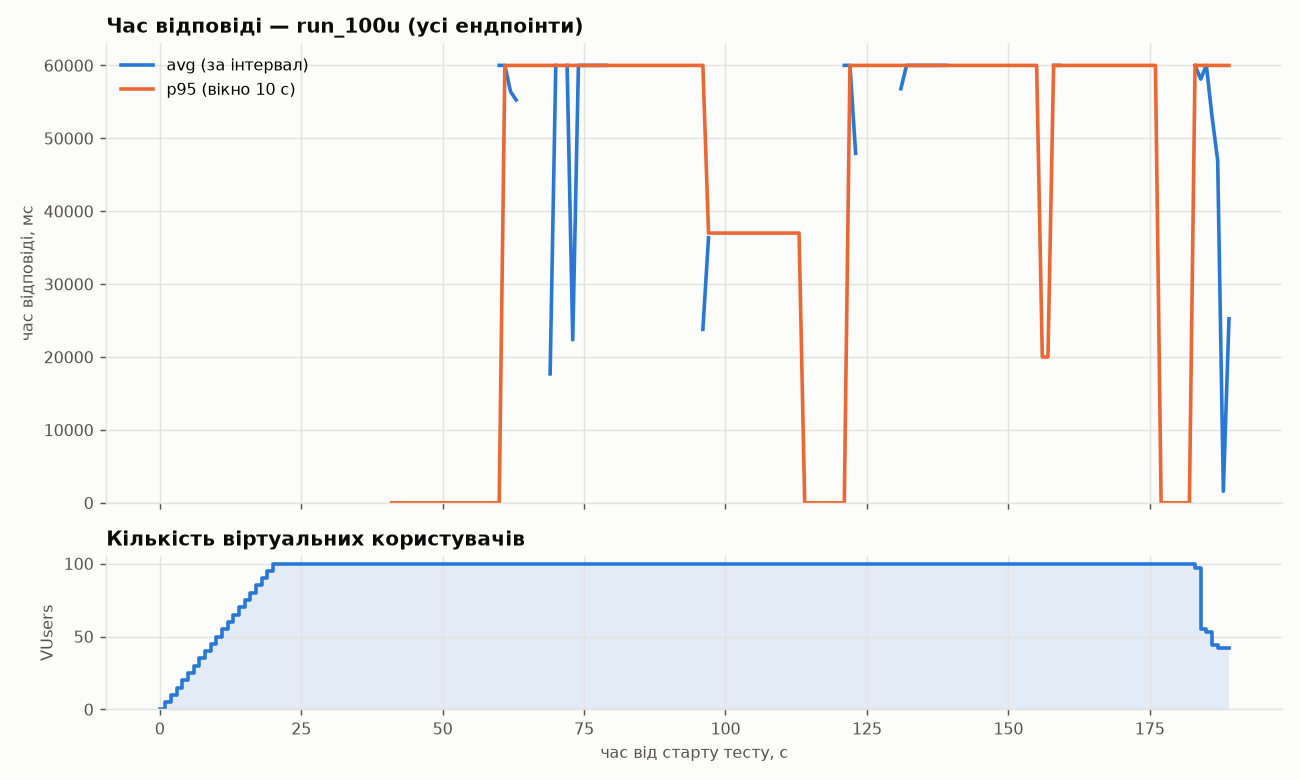 Час відповіді — run_100u (усі ендпоінти)
avg (за інтервал)
p95 (вікно 10 с)
60000
50000
40000
30000
20000
10000
0
час відповіді, мс
Кількість віртуальних користувачів
100
50
0
VUsers
0 25 50 75 100 125 150 175
час від старту тесту, с